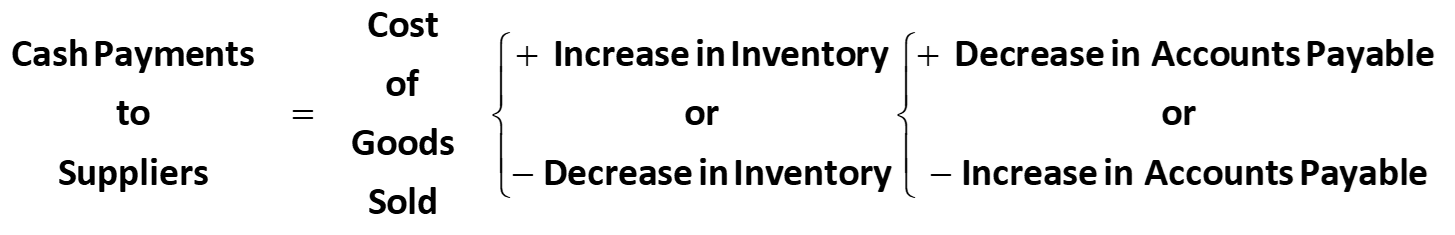 Cash Payments
to
Suppliers
=
Cost
of
Goods
Sold
+ Increase in Inventory
or
− Decrease in Inventory
+ Decrease in Accounts Payable
or
− Increase in Accounts Payable